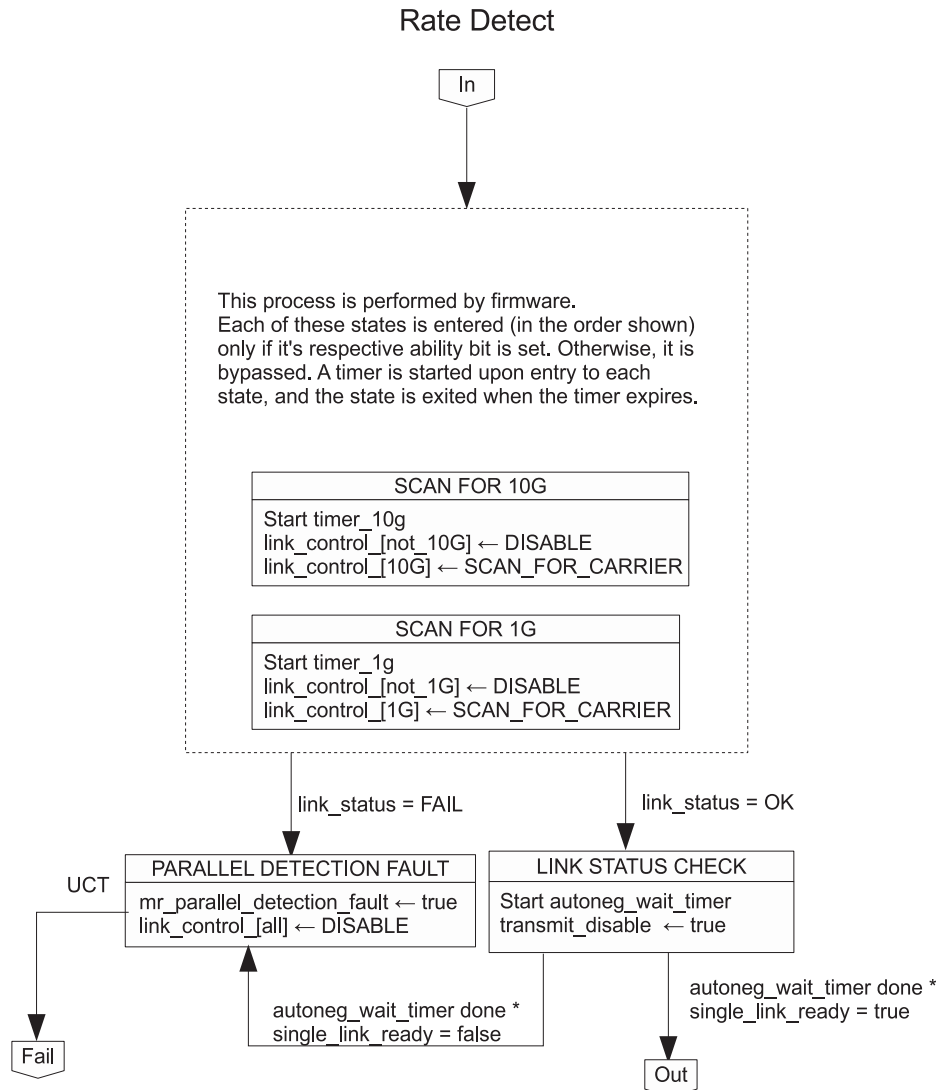 Rate Detect
In
This process is performed by firmware.
Each of these states is entered (in the order shown)
only if it's respective ability bit is set. Otherwise, it is
bypassed. A timer is started upon entry to each
state, and the state is exited when the timer expires.
SCAN FOR 10G
Start timer_10g
link_control_[not_10G] ← DISABLE
link_control_[10G] ← SCAN_FOR_CARRIER
SCAN FOR 1G
Start timer_1g
link_control_[not_1G] ← DISABLE
link_control_[1G] ← SCAN_FOR_CARRIER
link_status = FAIL
link_status = OK
UCT
PARALLEL DETECTION FAULT
mr_parallel_detection_fault ← true
link_control_[all] ← DISABLE
LINK STATUS CHECK
Start autoneg_wait_timer
transmit_disable ← true
autoneg_wait_timer done *
single_link_ready = false
autoneg_wait_timer done *
single_link_ready = true
Fail
Out